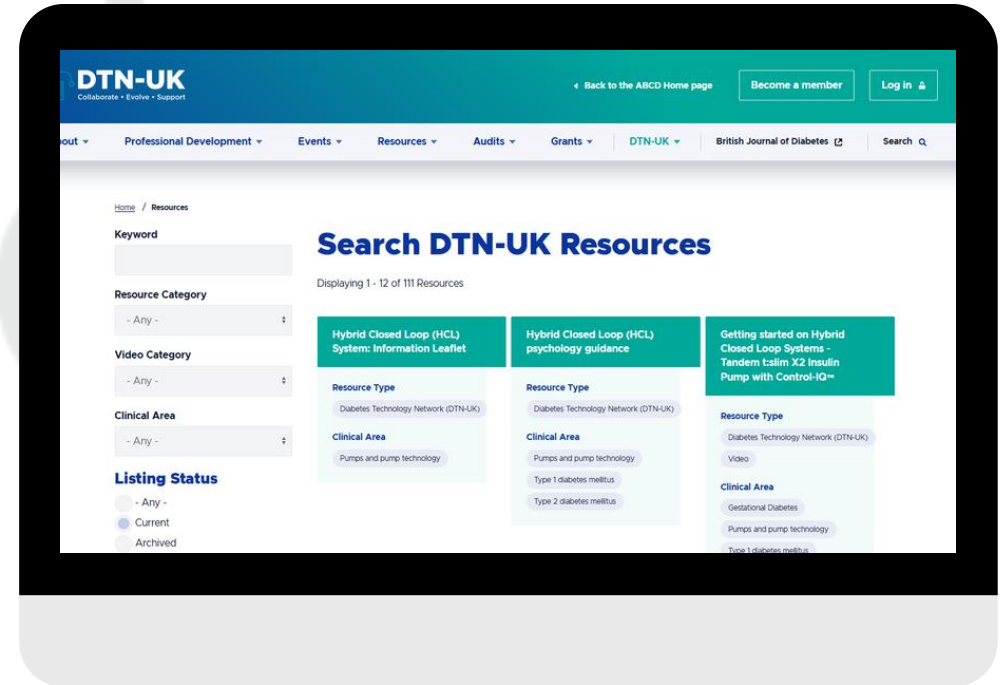 DTN-UK
Collaborate • Evolve • Support
Back to the ABCD Home page
Become a member
Log in
Professional Development
Events
Resources
Audits
Grants
DTN-UK
British Journal of Diabetes
Search
Home / Resources
Keyword
Resource Category
- Any -
Video Category
- Any -
Clinical Area
- Any -
Listing Status
- Any -
Current
Archived
Search DTN-UK Resources
Displaying 1 - 12 of 111 Resources
Hybrid Closed Loop (HCL)
System: Information Leaflet
Resource Type
Diabetes Technology Network (DTN-UK)
Clinical Area
Pumps and pump technology
Hybrid Closed Loop (HCL)
psychology guidance
Resource Type
Diabetes Technology Network (DTN-UK)
Clinical Area
Pumps and pump technology
Type 1 diabetes mellitus
Type 2 diabetes mellitus
Getting started on Hybrid
Closed Loop Systems -
Tandem t:slim X2 Insulin
Pump with Control-IQ™
Resource Type
Diabetes Technology Network (DTN-UK)
Video
Clinical Area
Gestational Diabetes
Pumps and pump technology
Type 1 diabetes mellitus